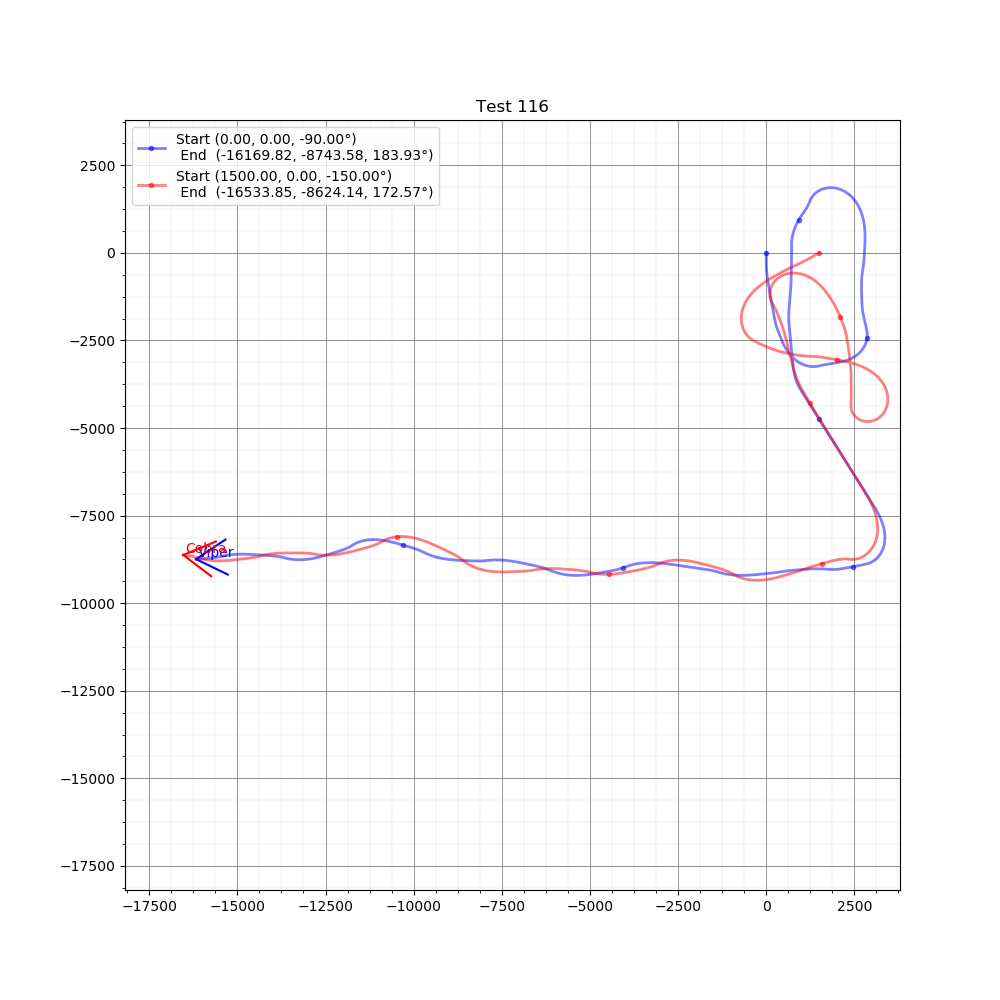 Test 116
Start (0.00, 0.00, -90.00°)
End (-16169.82, -8743.58, 183.93°)
Start (1500.00, 0.00, -150.00°)
End (-16533.85, -8624.14, 172.57°)
2500
0
−2500
−5000
−7500
−10000
−12500
−15000
−17500
Viper
−17500 −15000 −12500 −10000 −7500 −5000 −2500 0 2500